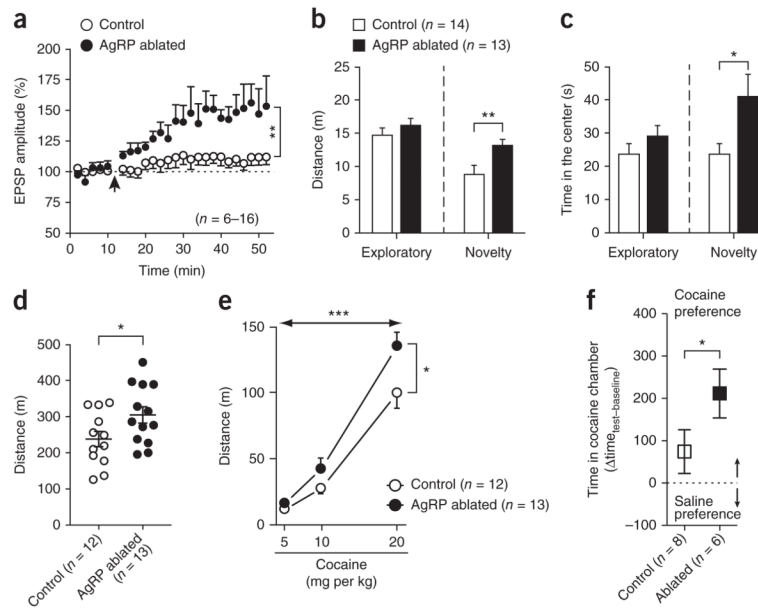 a
Control
AgRP ablated
EPSP amplitude (%)
200
175
150
125
100
75
50
0 10 20 30 40 50
Time (min)
**
(n = 6–16)
b
Control (n = 14)
AgRP ablated (n = 13)
Distance (m)
25
20
15
10
5
0
**
Exploratory Novelty
c
Time in the center (s)
60
50
40
30
20
10
0
*
Exploratory Novelty
d
*
Distance (m)
500
400
300
200
100
0
Control (n = 12)
AgRP ablated
(n = 13)
e
***
Distance (m)
150
100
50
0
*
Control (n = 12)
AgRP ablated (n = 13)
5 10 20
Cocaine
(mg per kg)
f
Time in cocaine chamber
(Δtimetest–baseline)
400
300
200
100
0
–100
Cocaine
preference
*
Saline
preference
Control (n = 8)
Ablated (n = 6)